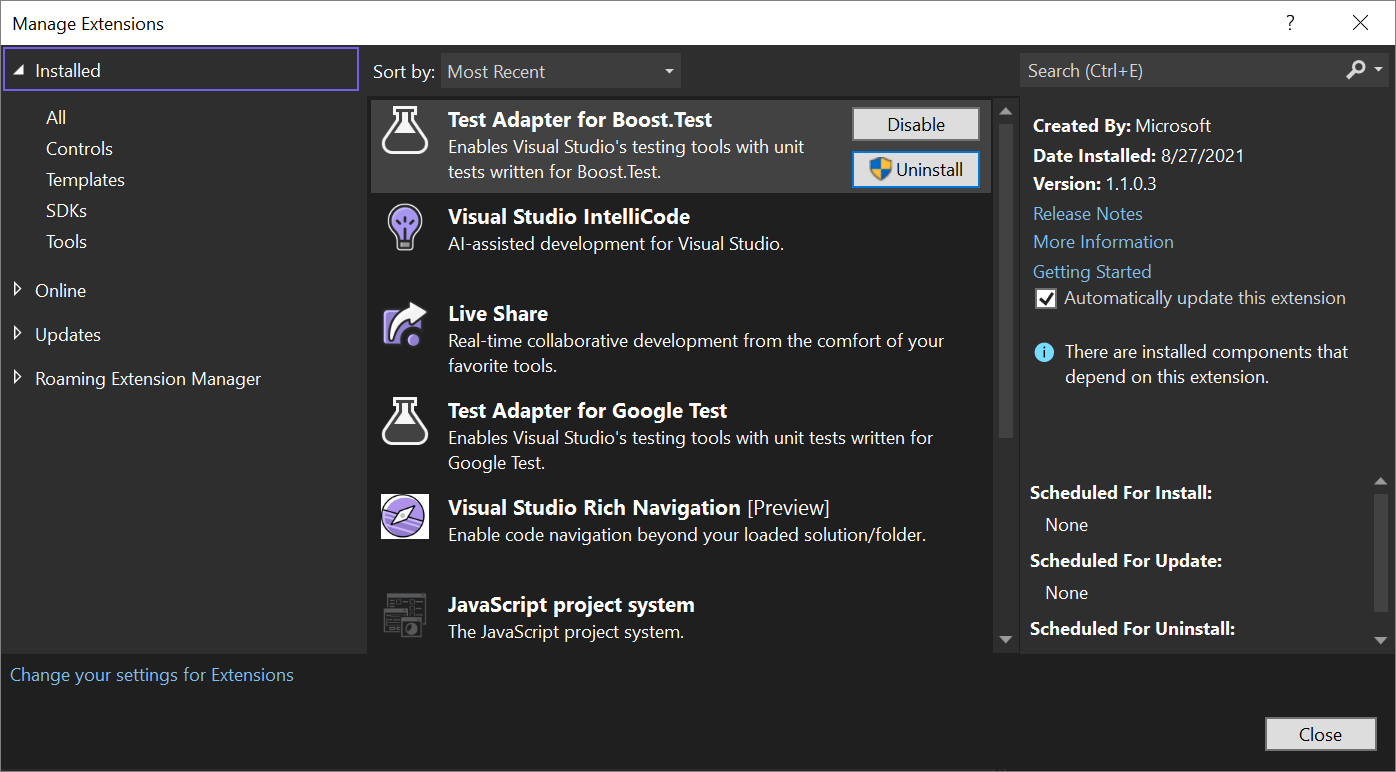 Manage Extensions
?
Installed
All
Controls
Templates
SDKs
Tools
Online
Updates
Roaming Extension Manager
Sort by: Most Recent
Test Adapter for Boost.Test
Enables Visual Studio's testing tools with unit
tests written for Boost.Test.
Disable
Uninstall
Visual Studio IntelliCode
AI-assisted development for Visual Studio.
Live Share
Real-time collaborative development from the comfort of your
favorite tools.
Test Adapter for Google Test
Enables Visual Studio's testing tools with unit tests written for
Google Test.
Visual Studio Rich Navigation [Preview]
Enable code navigation beyond your loaded solution/folder.
JavaScript project system
The JavaScript project system.
Search (Ctrl+E)
Created By: Microsoft
Date Installed: 8/27/2021
Version: 1.1.0.3
Release Notes
More Information
Getting Started
Automatically update this extension
There are installed components that
depend on this extension.
Scheduled For Install:
None
Scheduled For Update:
None
Scheduled For Uninstall:
Change your settings for Extensions
Close